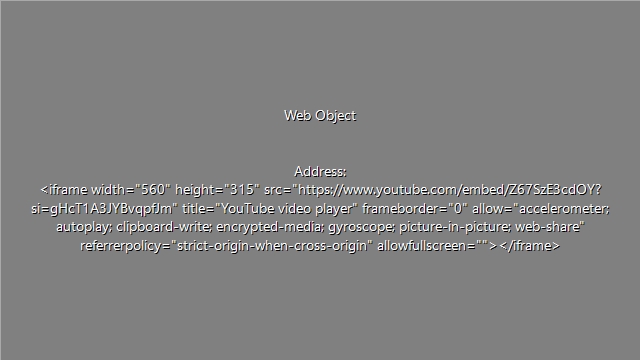 Web Object
Address:
<iframe width="560" height="315" src="https://www.youtube.com/embed/Z67SzE3cdOY?
si=gHcT1A3JYBvqpfJm" title="YouTube video player" frameborder="0" allow="accelerometer;
autoplay; clipboard-write; encrypted-media; gyroscope; picture-in-picture; web-share"
referrerpolicy="strict-origin-when-cross-origin" allowfullscreen=""></iframe>